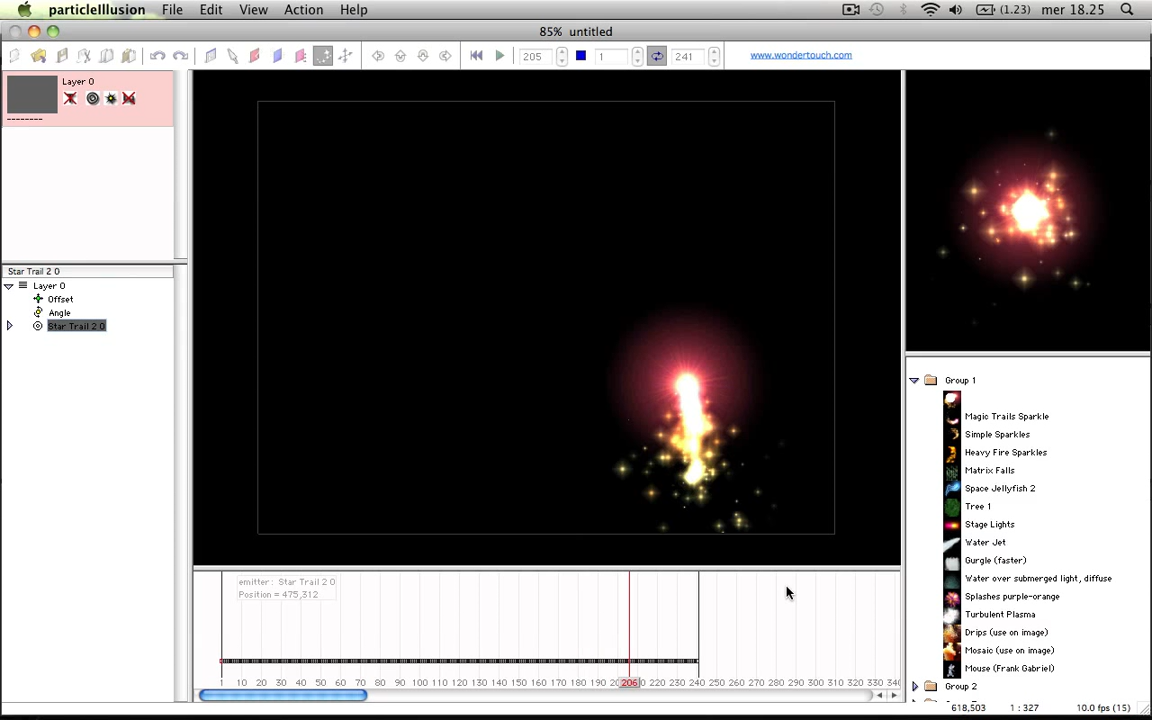 particleIllusion File Edit View Action Help (1.23) mer 18.25
85% untitled
205 1 241 www.wondertouch.com
Layer 0
--------
Star Trail 2 0
Layer 0
Offset
Angle
Star Trail 2 0
Group 1
Magic Trails Sparkle
Simple Sparkles
Heavy Fire Sparkles
Matrix Falls
Space Jellyfish 2
Tree 1
Stage Lights
Water Jet
Gurgle (faster)
Water over submerged light, diffuse
Splashes purple-orange
Turbulent Plasma
Drips (use on image)
Mosaic (use on image)
Mouse (Frank Gabriel)
Group 2
emitter: Star Trail 2 0
Position = 475,312
1 10 20 30 40 50 60 70 80 90 100 110 120 130 140 150 160 170 180 190 206 220 230 240 250 260 270 280 290 300 310 320 330
618,503 1 : 327 10.0 fps (15)